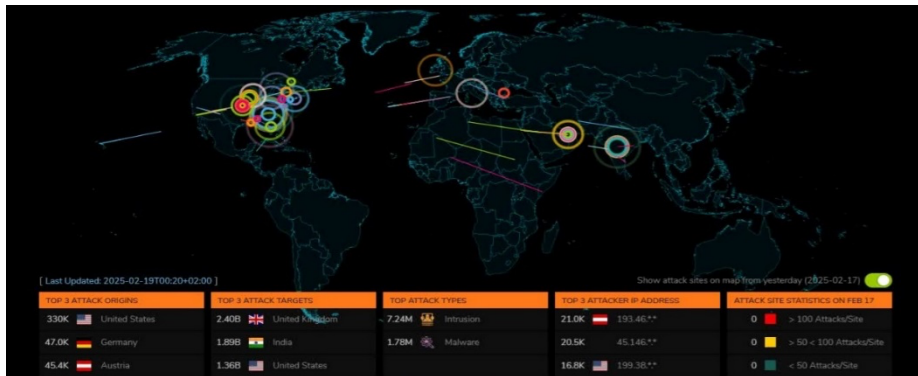 [ Last Updated: 2025-02-19T00:20+02:00 ]
Show attack sites on map from yesterday (2025-02-17)
TOP 3 ATTACK ORIGINS
330K United States
47.0K Germany
45.4K Austria
TOP 3 ATTACK TARGETS
2.40B United Kingdom
1.89B India
1.36B United States
TOP ATTACK TYPES
7.24M Intrusion
1.78M Malware
TOP 3 ATTACKER IP ADDRESS
21.0K 193.46.*.*
20.5K 45.146.*.*
16.8K 199.38.*.*
ATTACK SITE STATISTICS ON FEB 17
0 > 100 Attacks/Site
0 > 50 < 100 Attacks/Site
0 < 50 Attacks/Site